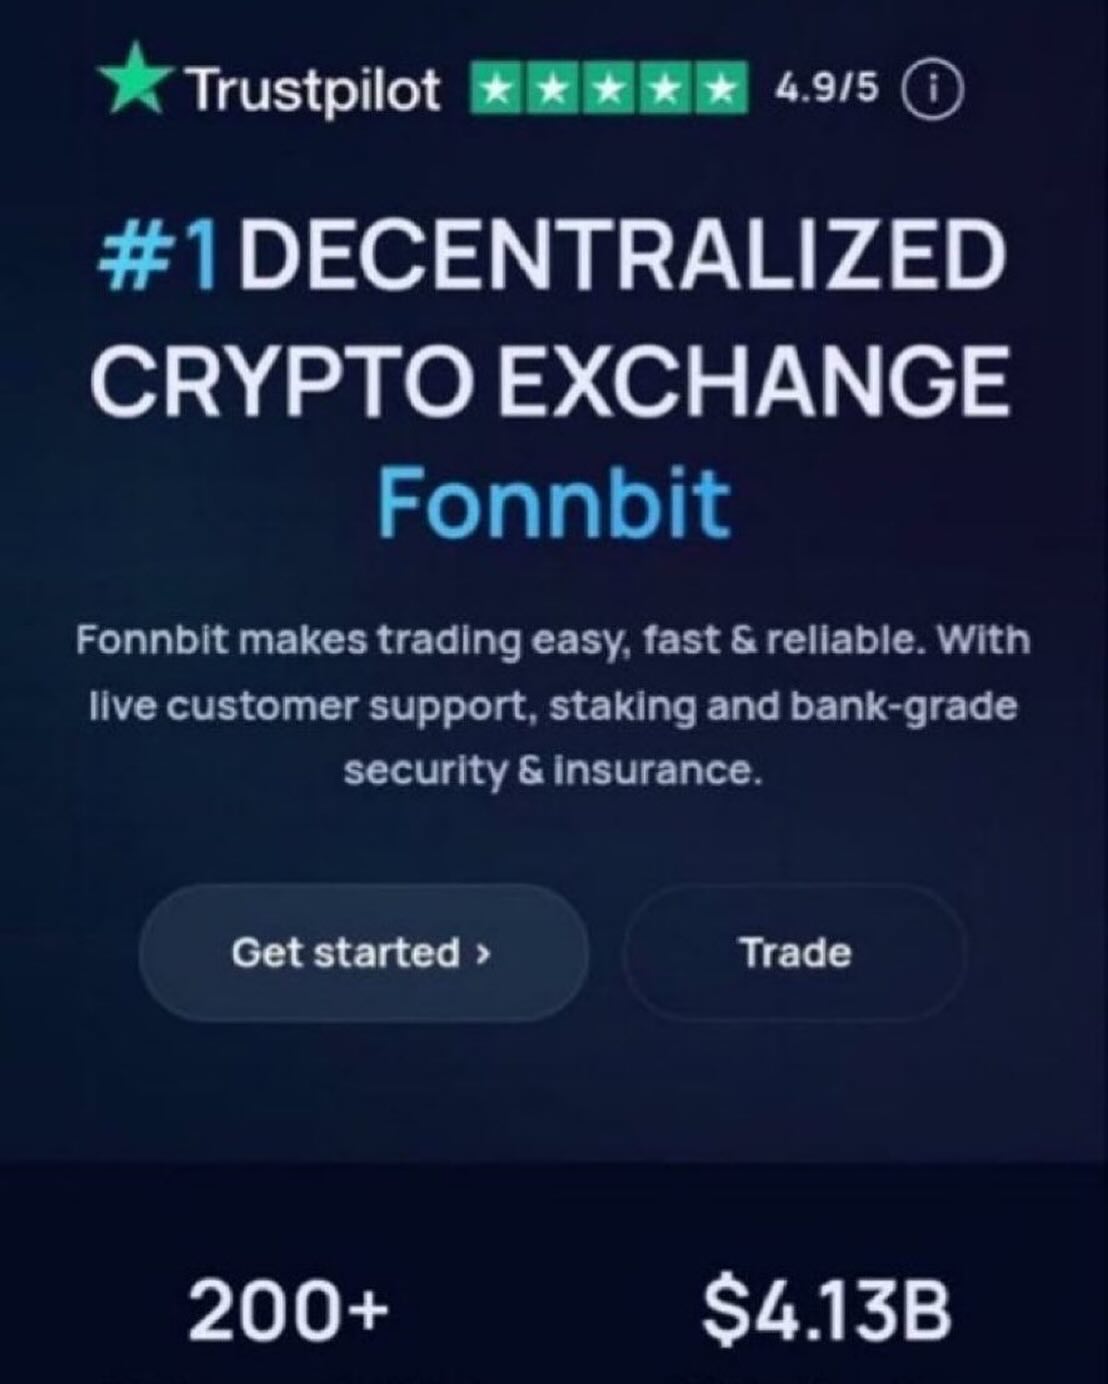 Trustpilot 4.9/5 i
#1 DECENTRALIZED
CRYPTO EXCHANGE
Fonnbit
Fonnbit makes trading easy, fast & reliable. With
live customer support, staking and bank-grade
security & insurance.
Get started › Trade
200+ $4.13B